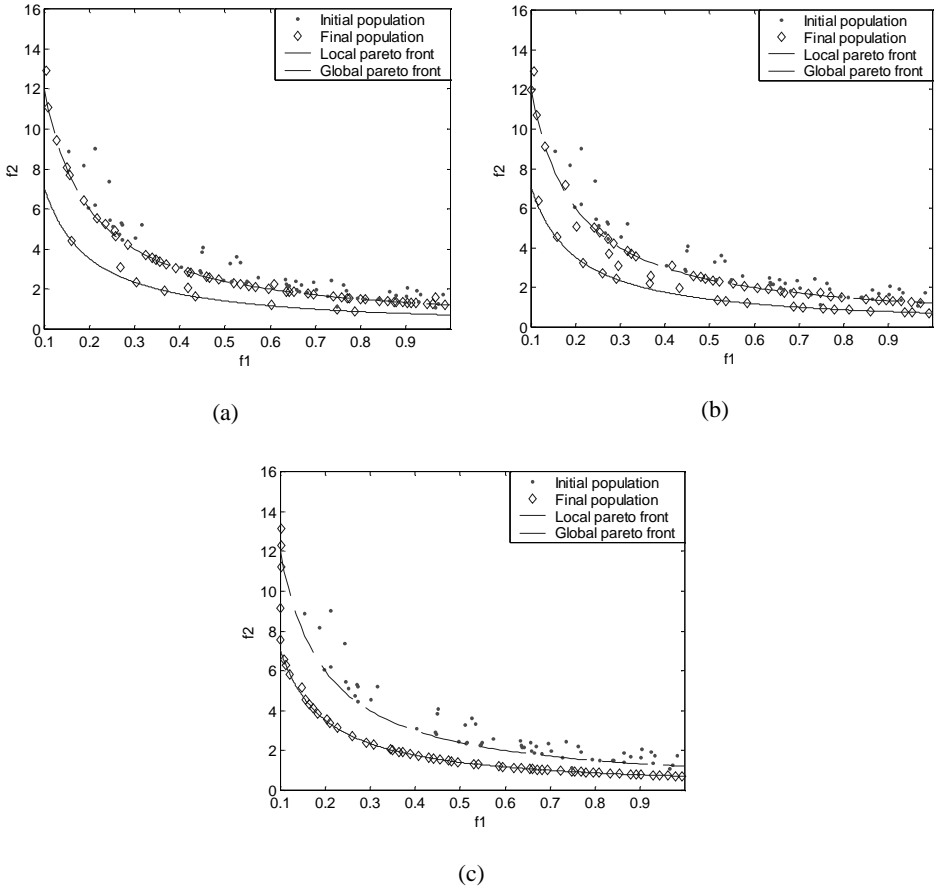 16
14
12
10
8
6
4
2
0
f2
0.1 0.2 0.3 0.4 0.5 0.6 0.7 0.8 0.9
f1
Initial population
Final population
Local pareto front
Global pareto front
(a)
16
14
12
10
8
6
4
2
0
f2
0.1 0.2 0.3 0.4 0.5 0.6 0.7 0.8 0.9
f1
Initial population
Final population
Local pareto front
Global pareto front
(b)
16
14
12
10
8
6
4
2
0
f2
0.1 0.2 0.3 0.4 0.5 0.6 0.7 0.8 0.9
f1
Initial population
Final population
Local pareto front
Global pareto front
(c)